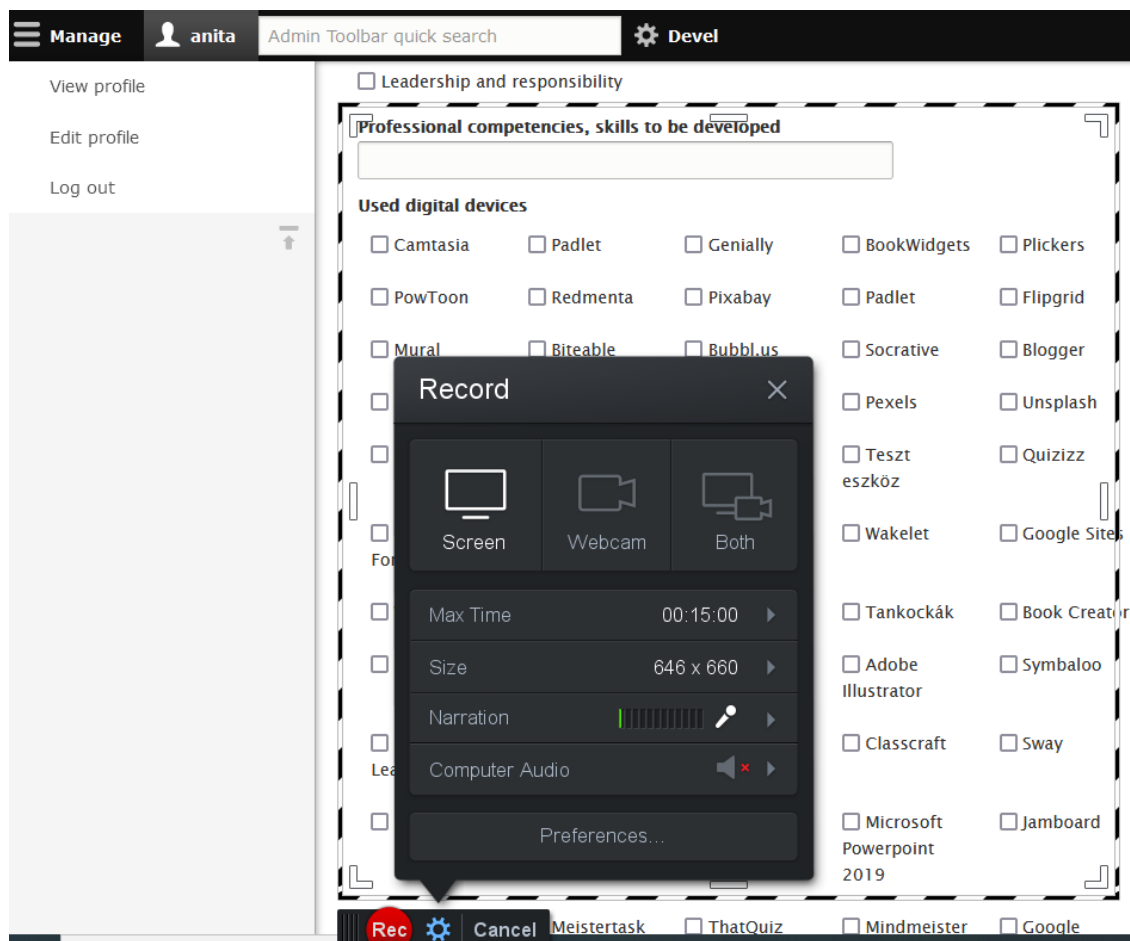 Manage anita Admin Toolbar quick search Devel
View profile
Edit profile
Log out
Leadership and responsibility
Professional competencies, skills to be developed
Used digital devices
Camtasia Padlet Genially BookWidgets Plickers
PowToon Redmenta Pixabay Padlet Flipgrid
Mural Biteable Bubbl.us Socrative Blogger
Pexels Unsplash
Teszt Quizizz
eszköz
Wakelet Google Sites
For
Tankockák Book Creator
Adobe Symbaloo
Illustrator
Classcraft Sway
Lea
Microsoft Jamboard
Powerpoint
2019
Meistertask ThatQuiz Mindmeister Google
Record
Screen Webcam Both
Max Time 00:15:00
Size 646 x 660
Narration
Computer Audio
Preferences...
Rec Cancel